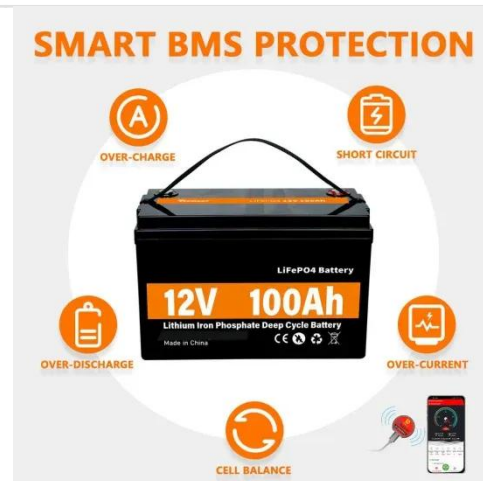 SMART BMS PROTECTION
A
OVER-CHARGE
SHORT CIRCUIT
LiFePO4 Battery
12V 100Ah
Lithium Iron Phosphate Deep Cycle Battery
Made in China
CE
OVER-DISCHARGE
OVER-CURRENT
CELL BALANCE